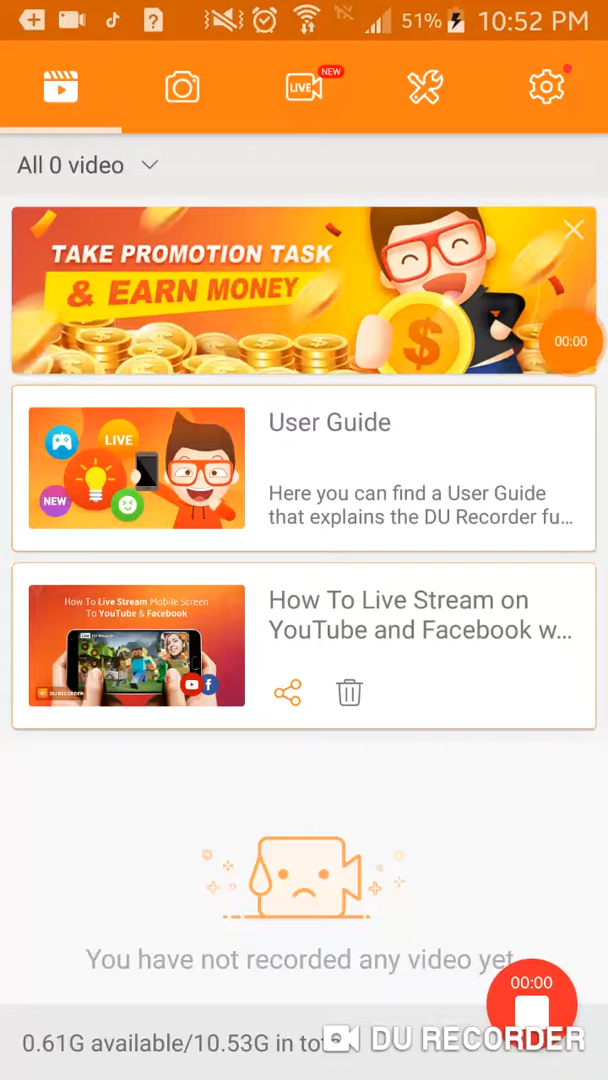 51% 10:52 PM
LIVE NEW
All 0 video
TAKE PROMOTION TASK
& EARN MONEY
$
00:00
User Guide
LIVE
NEW
Here you can find a User Guide
that explains the DU Recorder fu...
How To Live Stream Mobile Screen
To YouTube & Facebook
DU RECORDER
How To Live Stream on
YouTube and Facebook w...
You have not recorded any video yet
00:00
0.61G available/10.53G in
DU RECORDER